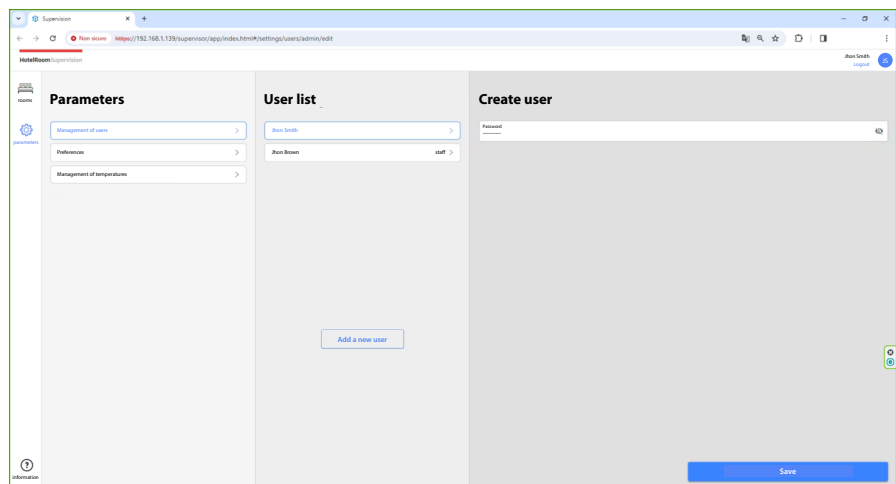 Supervision
Non sicuro https://192.168.1.139/supervisor/app/index.html#/settings/users/admin/edit
HotelRoomSupervision
Jhon Smith
Logout
JS
rooms
parameters
Parameters
Management of users
Preferences
Management of temperatures
User list
Jhon Smith
Jhon Brown staff
Add a new user
Create user
Password
Save
information